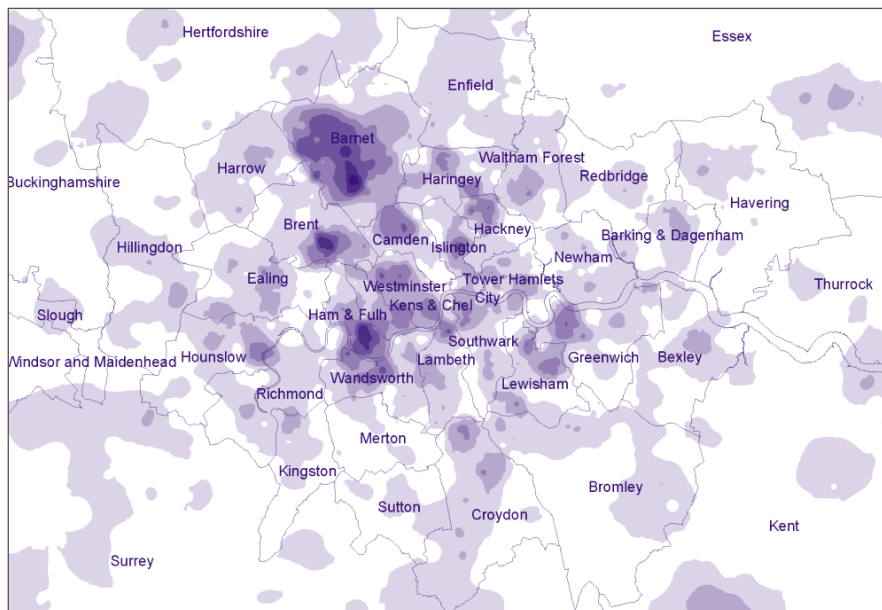 Hertfordshire
Essex
Enfield
Barnet
Waltham Forest
Harrow
Haringey
Redbridge
Buckinghamshire
Havering
Brent
Hackney
Camden
Islington
Barking & Dagenham
Hillingdon
Newham
Ealing
Tower Hamlets
Westminster
Thurrock
City
Kens & Chel
Slough
Ham & Fulh
Southwark
Hounslow
Lambeth
Greenwich
Bexley
Windsor and Maidenhead
Wandsworth
Lewisham
Richmond
Merton
Kingston
Bromley
Sutton
Croydon
Kent
Surrey